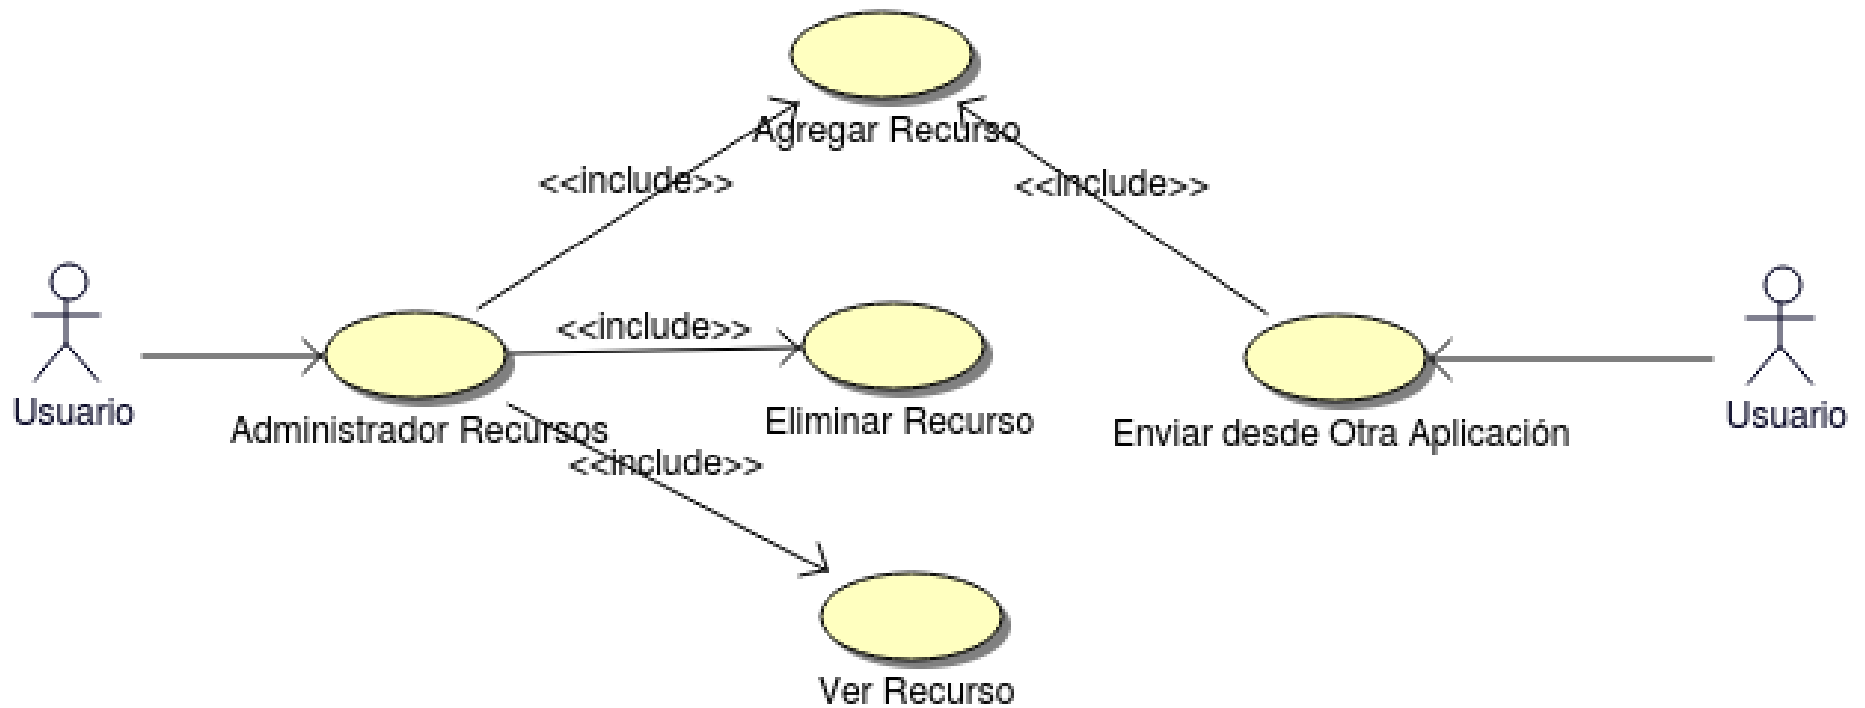 Agregar Recurso
<<include>>
<<include>>
<<include>>
Usuario
Administrador Recursos
Eliminar Recurso
Enviar desde Otra Aplicación
Usuario
<<include>>
Ver Recurso